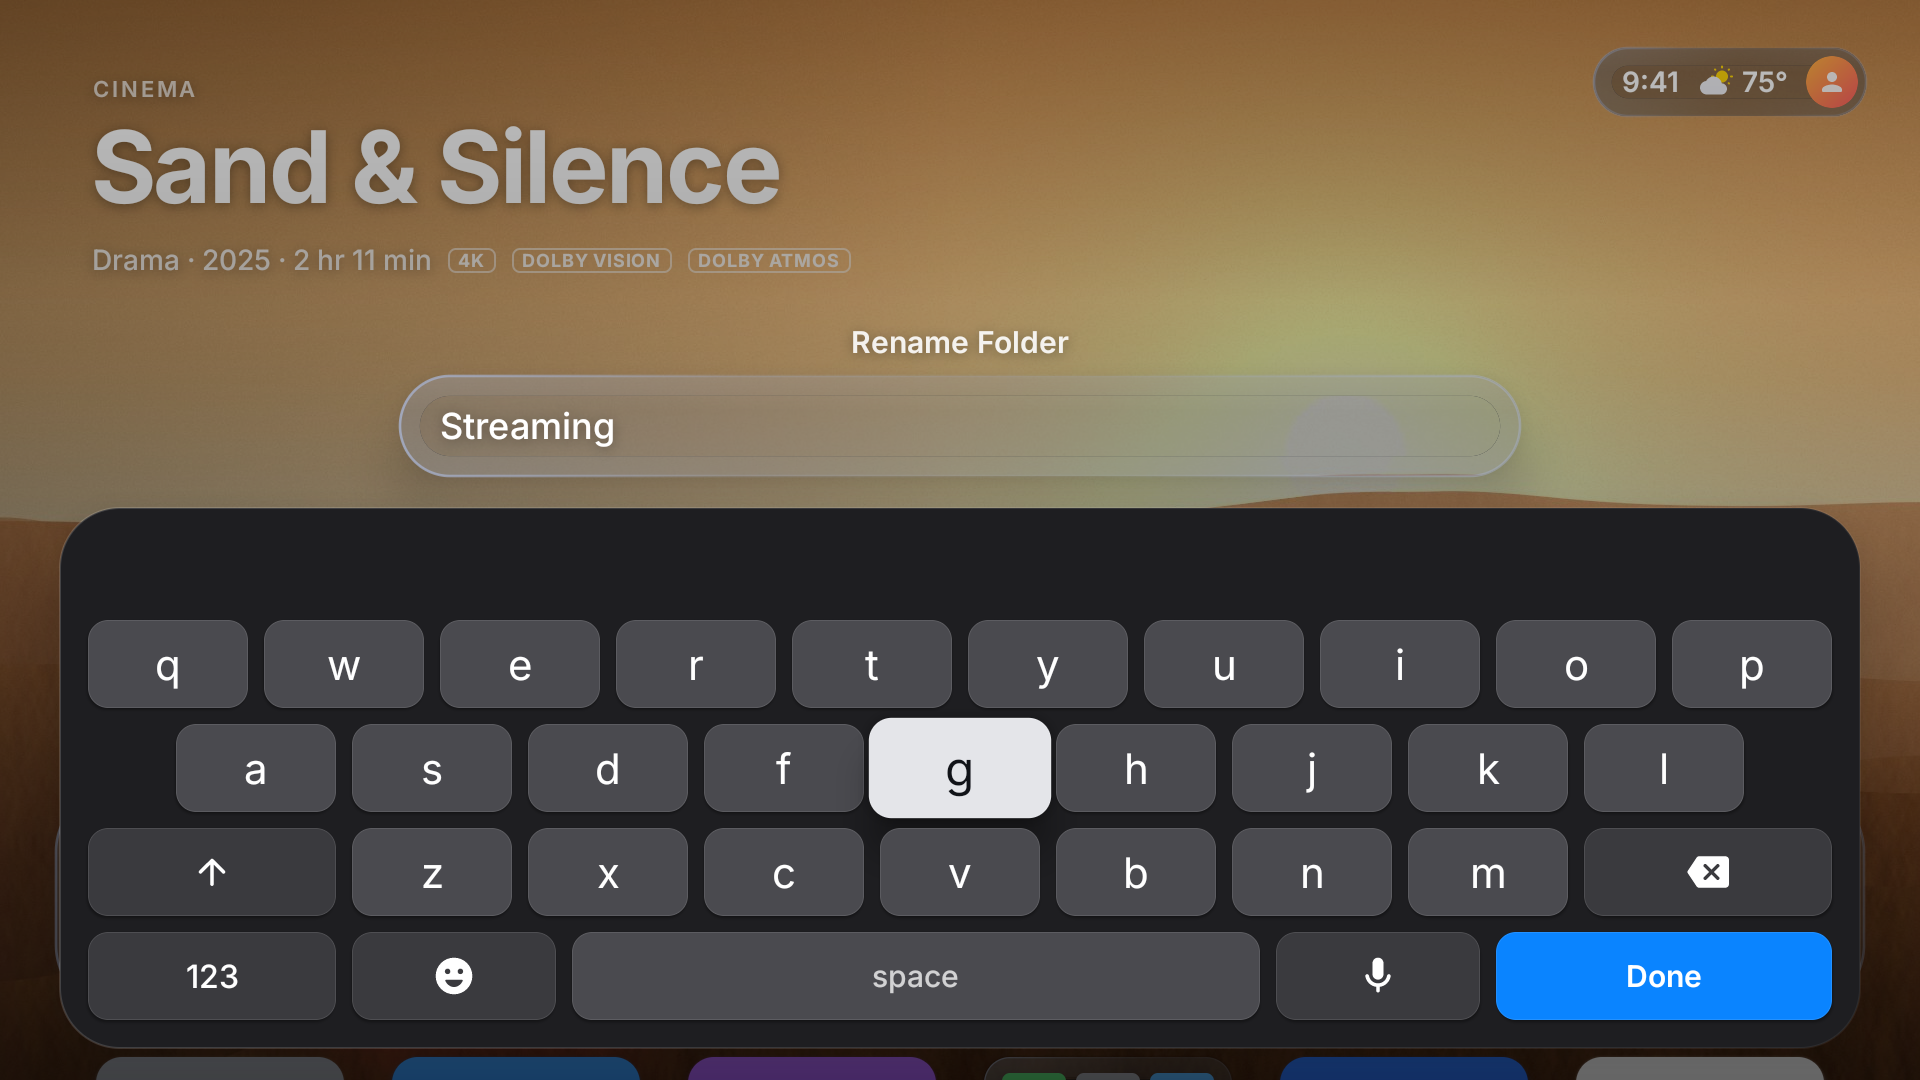 CINEMA
9:41 75°
Sand & Silence
Drama · 2025 · 2 hr 11 min 4K DOLBY VISION DOLBY ATMOS
Rename Folder
Streaming
q w e r t y u i o p
a s d f g h j k l
z x c v b n m
123 space Done